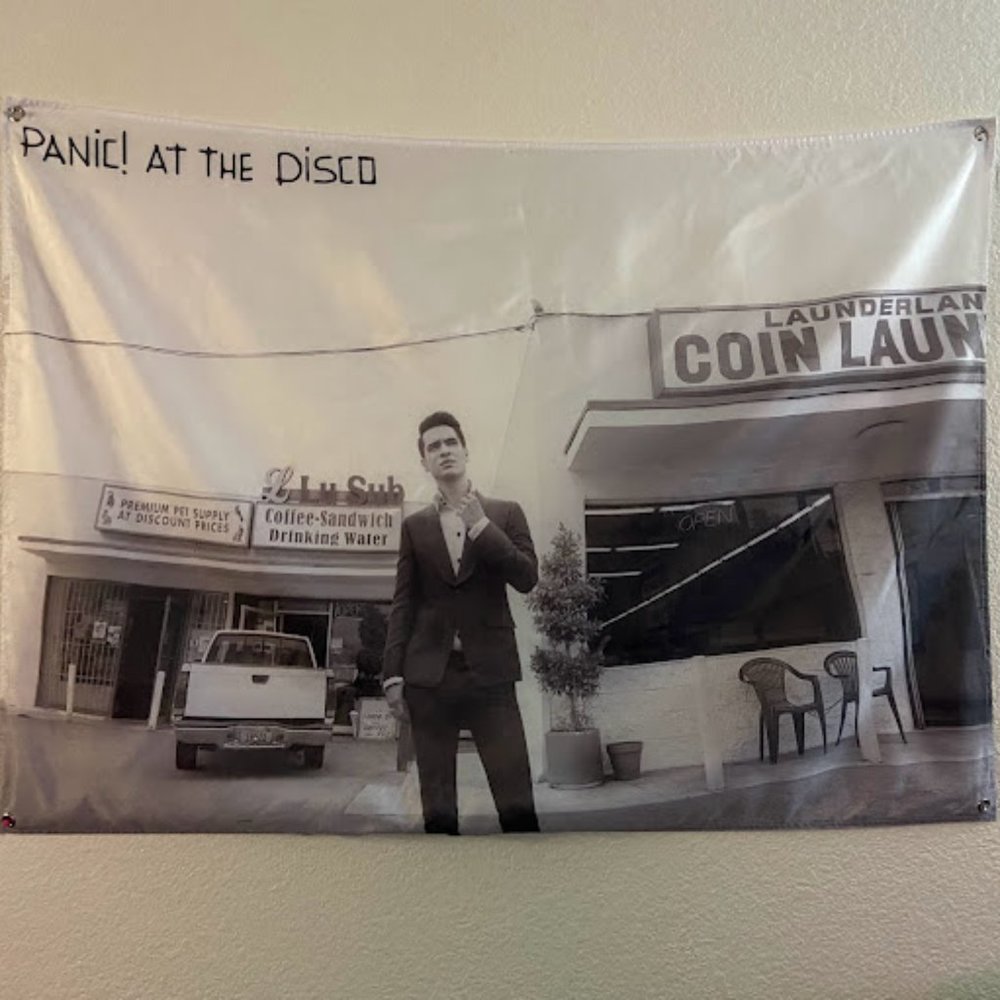 PANIC! AT THE DISCO
LAUNDERLAN
COIN LAUN
L Lu Sub
PREMIUM PET SUPPLY
AT DISCOUNT PRICES
Coffee-Sandwich
Drinking Water
OPEN